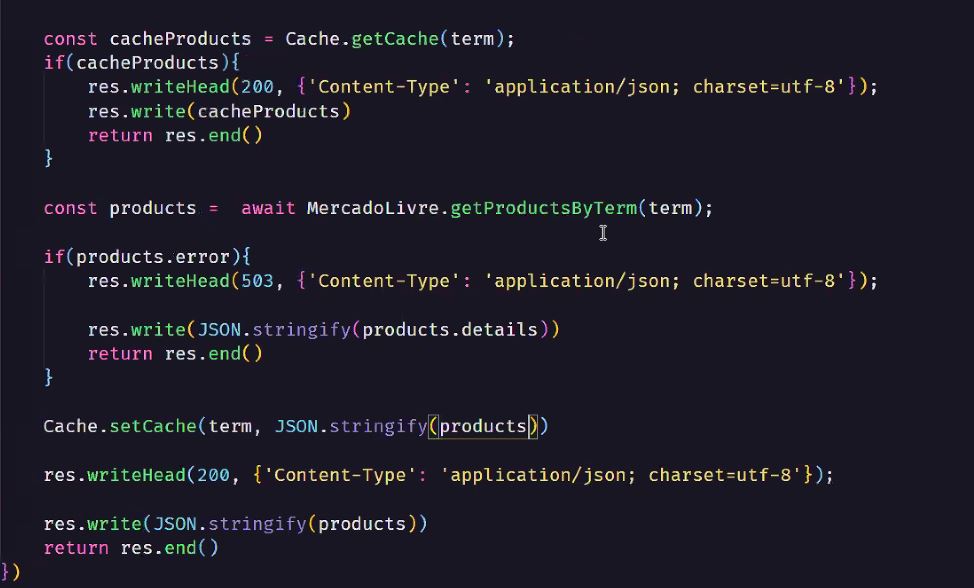 const cacheProducts = Cache.getCache(term);
if(cacheProducts){
res.writeHead(200, {'Content-Type': 'application/json; charset=utf-8'});
res.write(cacheProducts)
return res.end()
}
const products =  await MercadoLivre.getProductsByTerm(term);
if(products.error){
res.writeHead(503, {'Content-Type': 'application/json; charset=utf-8'});
res.write(JSON.stringify(products.details))
return res.end()
}
Cache.setCache(term, JSON.stringify(products))
res.writeHead(200, {'Content-Type': 'application/json; charset=utf-8'});
res.write(JSON.stringify(products))
return res.end()
})